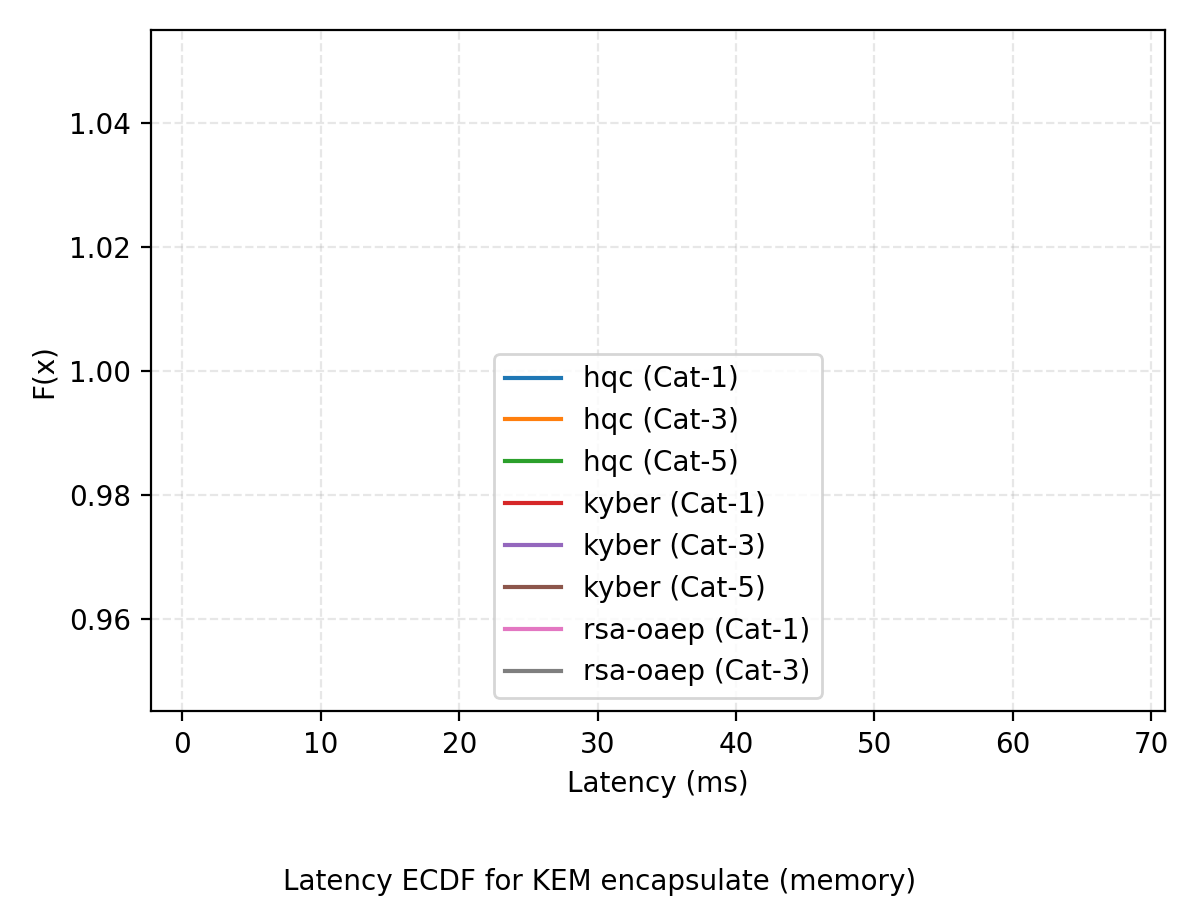 1.04
1.02
1.00
0.98
0.96
F(x)
hqc (Cat-1)
hqc (Cat-3)
hqc (Cat-5)
kyber (Cat-1)
kyber (Cat-3)
kyber (Cat-5)
rsa-oaep (Cat-1)
rsa-oaep (Cat-3)
0 10 20 30 40 50 60 70
Latency (ms)
Latency ECDF for KEM encapsulate (memory)